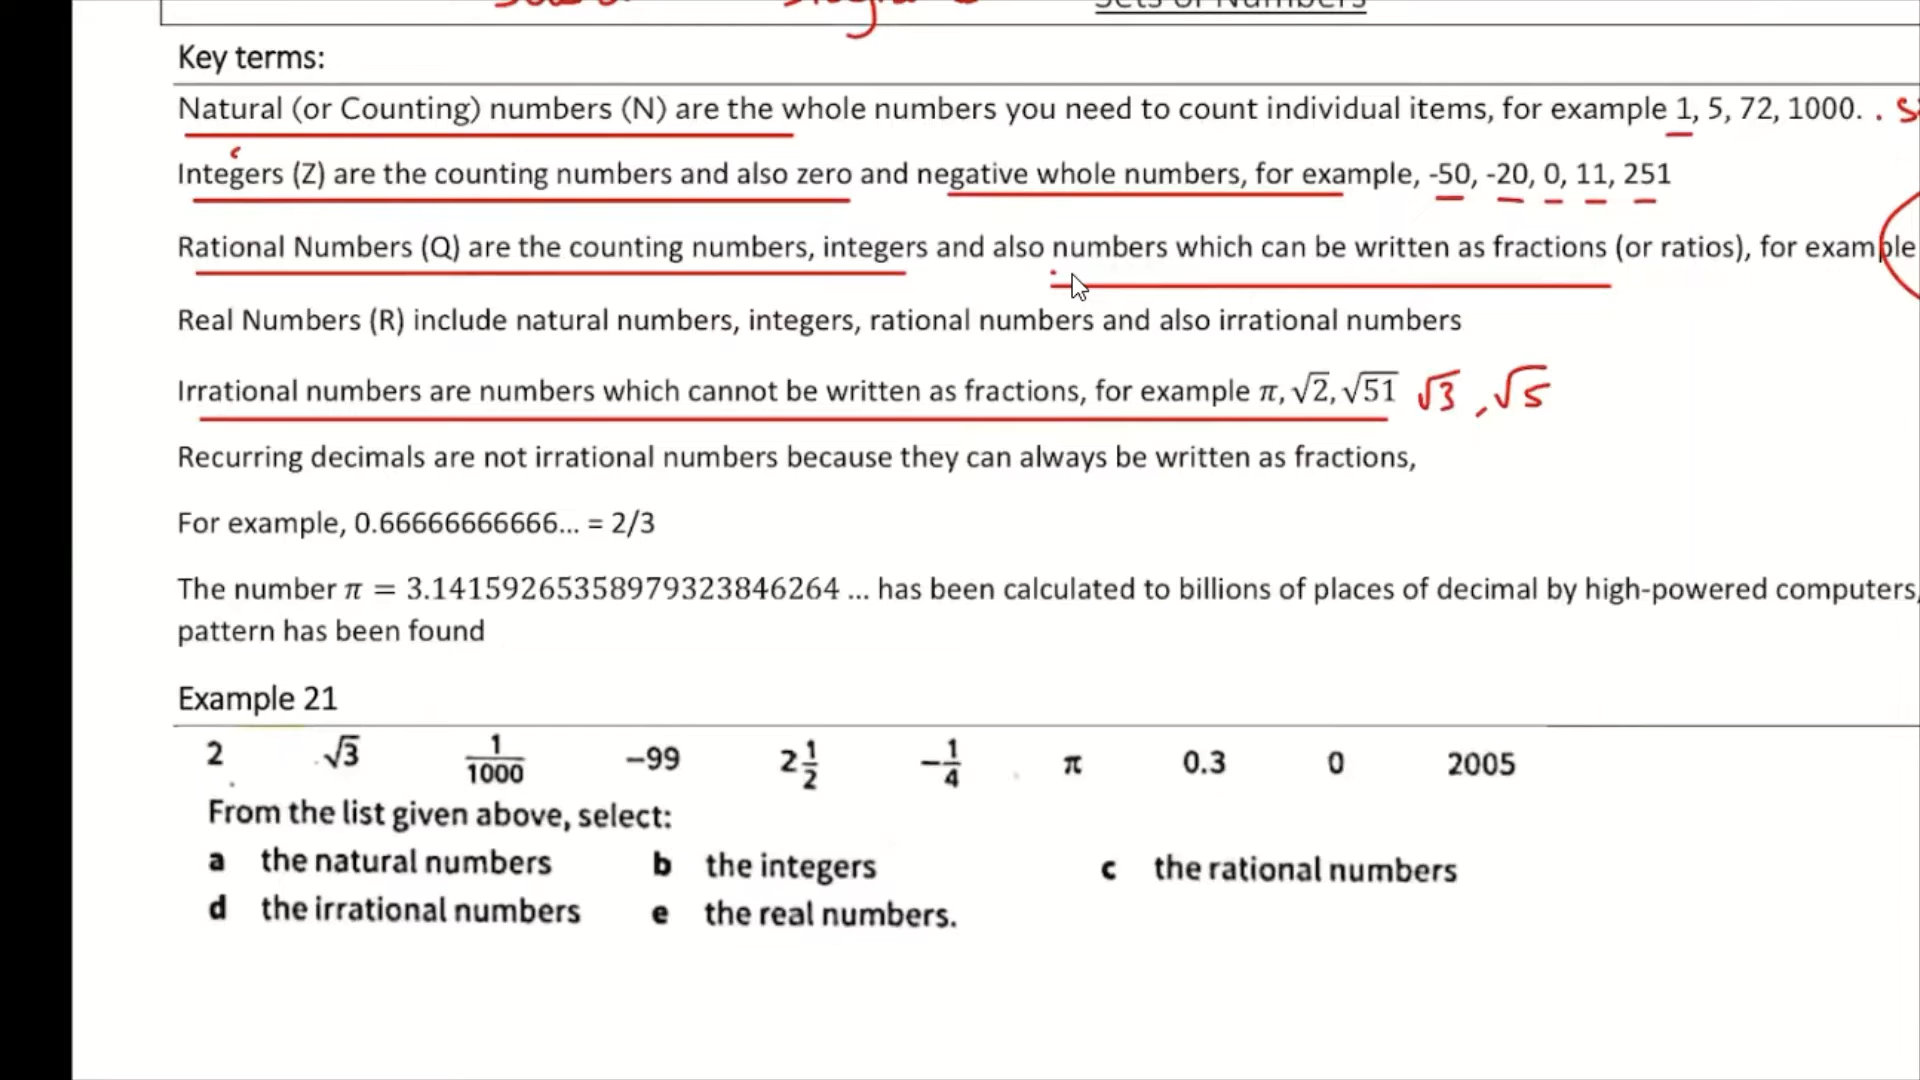 Sets of Numbers
Key terms:
Natural (or Counting) numbers (N) are the whole numbers you need to count individual items, for example 1, 5, 72, 1000. .
Integers (Z) are the counting numbers and also zero and negative whole numbers, for example, -50, -20, 0, 11, 251
Rational Numbers (Q) are the counting numbers, integers and also numbers which can be written as fractions (or ratios), for example
Real Numbers (R) include natural numbers, integers, rational numbers and also irrational numbers
Irrational numbers are numbers which cannot be written as fractions, for example π, √2, √51 √3, √5
Recurring decimals are not irrational numbers because they can always be written as fractions,
For example, 0.66666666666... = 2/3
The number π = 3.14159265358979323846264 ... has been calculated to billions of places of decimal by high-powered computers,
pattern has been found
Example 21
2 √3 1/1000 −99 2 1/2 −1/4 π 0.3 0 2005
From the list given above, select:
a the natural numbers b the integers c the rational numbers
d the irrational numbers e the real numbers.